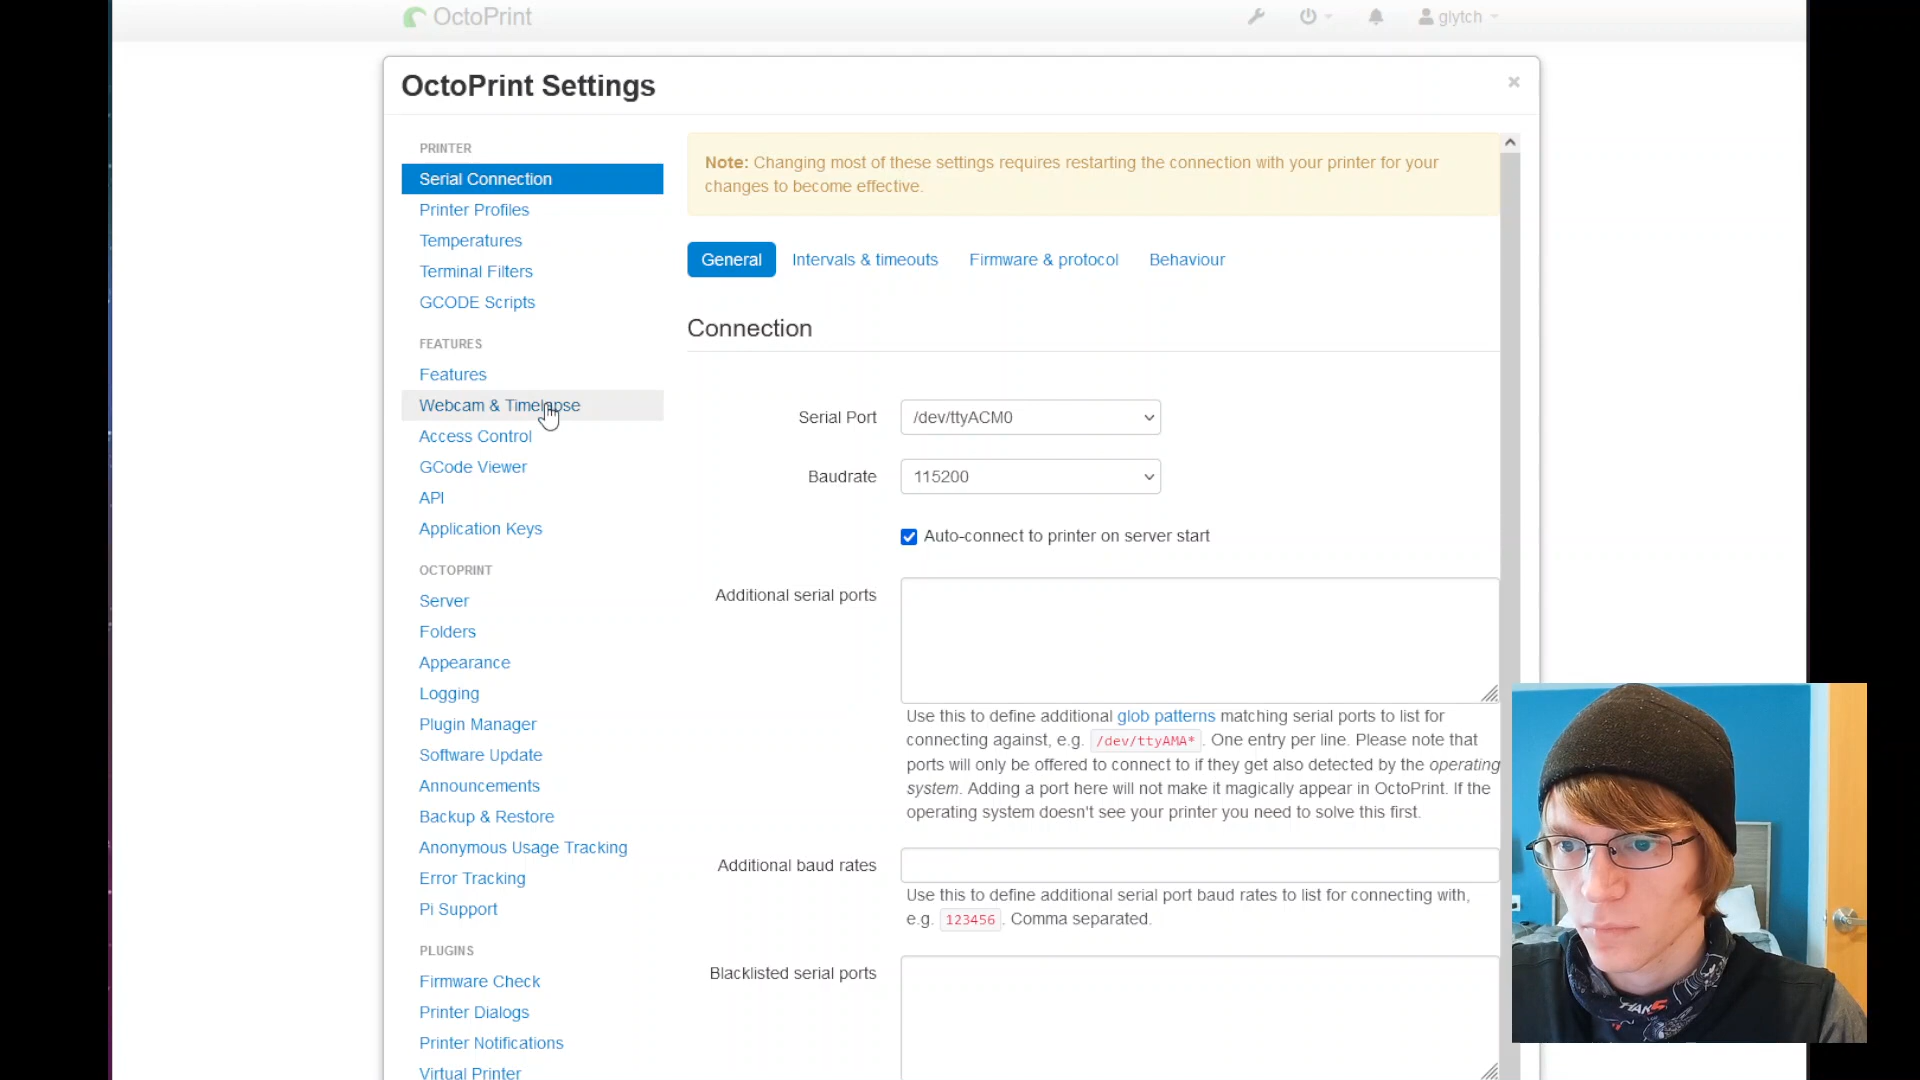 OctoPrint
glytch
OctoPrint Settings
×
PRINTER
Serial Connection
Printer Profiles
Temperatures
Terminal Filters
GCODE Scripts
FEATURES
Features
Webcam & Timelapse
Access Control
GCode Viewer
API
Application Keys
OCTOPRINT
Server
Folders
Appearance
Logging
Plugin Manager
Software Update
Announcements
Backup & Restore
Anonymous Usage Tracking
Error Tracking
Pi Support
PLUGINS
Firmware Check
Printer Dialogs
Printer Notifications
Virtual Printer
Note: Changing most of these settings requires restarting the connection with your printer for your
changes to become effective.
General Intervals & timeouts Firmware & protocol Behaviour
Connection
Serial Port /dev/ttyACM0
Baudrate 115200
Auto-connect to printer on server start
Additional serial ports
Use this to define additional glob patterns matching serial ports to list for
connecting against, e.g. /dev/ttyAMA* . One entry per line. Please note that
ports will only be offered to connect to if they get also detected by the operating
system. Adding a port here will not make it magically appear in OctoPrint. If the
operating system doesn't see your printer you need to solve this first.
Additional baud rates
Use this to define additional serial port baud rates to list for connecting with,
e.g. 123456 . Comma separated.
Blacklisted serial ports